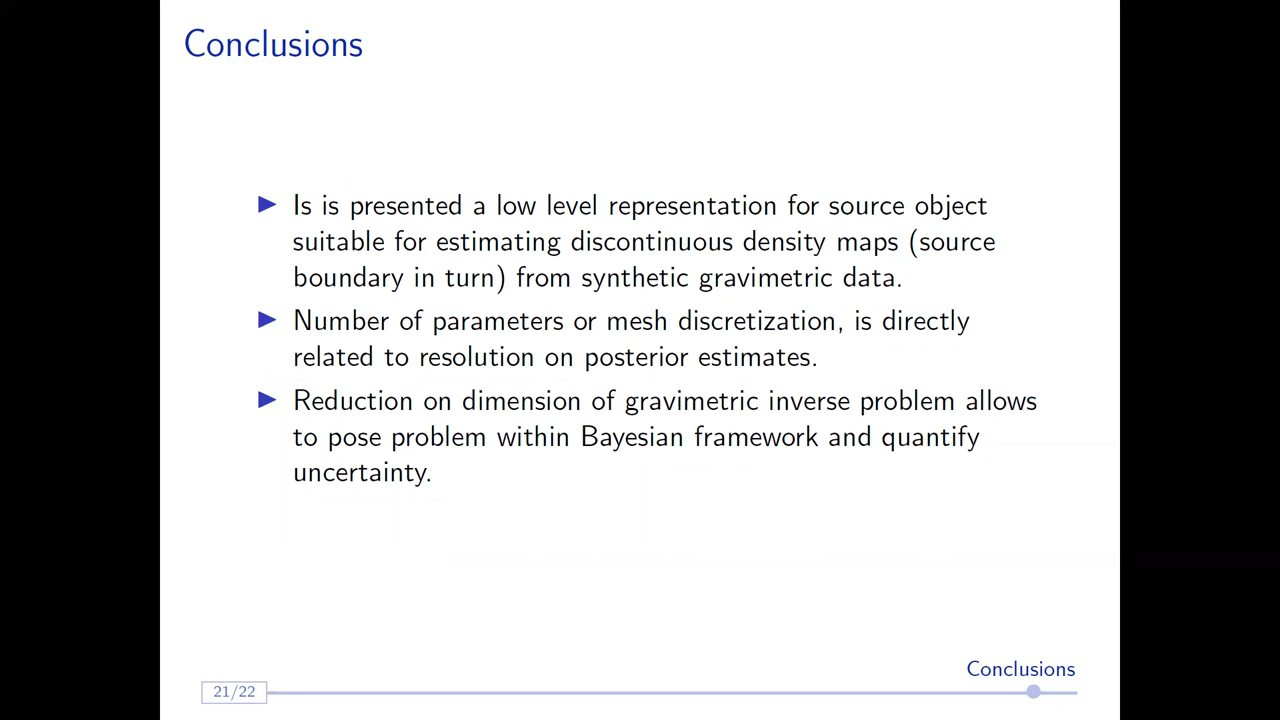 Conclusions
Is is presented a low level representation for source object
suitable for estimating discontinuous density maps (source
boundary in turn) from synthetic gravimetric data.
Number of parameters or mesh discretization, is directly
related to resolution on posterior estimates.
Reduction on dimension of gravimetric inverse problem allows
to pose problem within Bayesian framework and quantify
uncertainty.
Conclusions
21/22